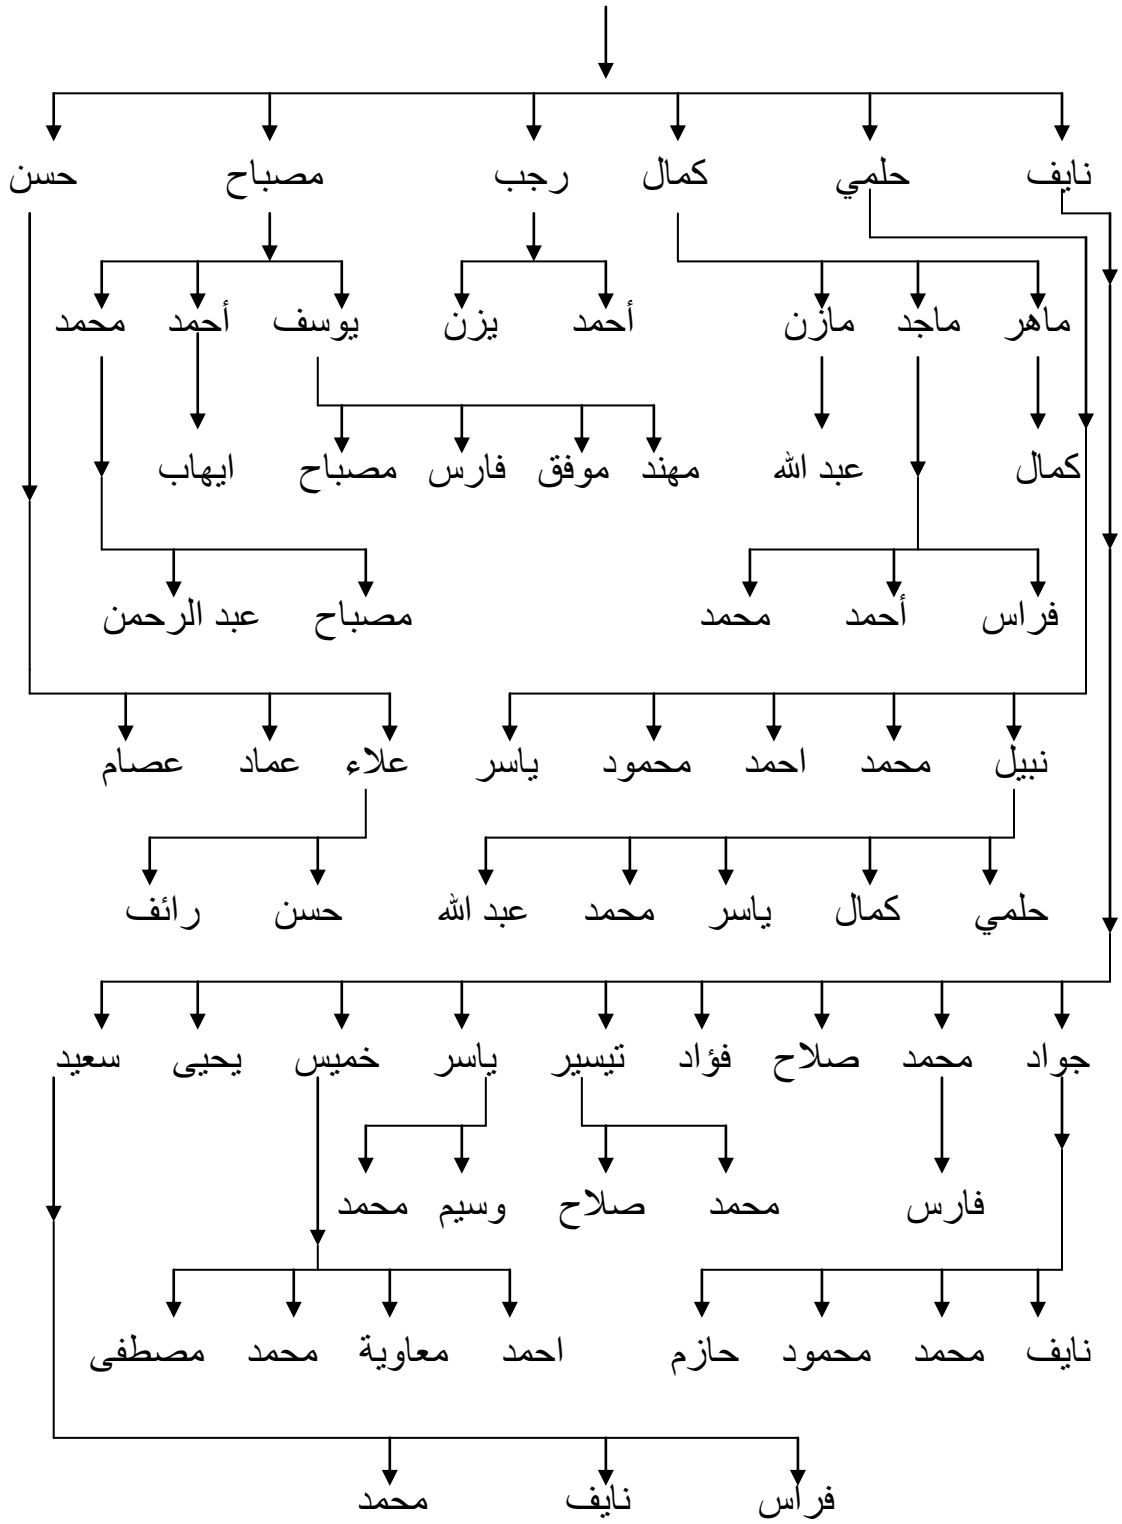 نايف حلمي كمال رجب مصباح حسن
ماهر ماجد مازن أحمد يزن يوسف أحمد محمد
كمال عبد الله مهند موفق فارس مصباح ايهاب
فراس أحمد محمد مصباح عبد الرحمن
نبيل محمد احمد محمود ياسر علاء عماد عصام
حلمي كمال ياسر محمد عبد الله حسن رائف
جواد محمد صلاح فؤاد تيسير ياسر خميس يحيى سعيد
فارس محمد صلاح وسيم محمد
نايف محمد محمود حازم احمد معاوية محمد مصطفى
فراس نايف محمد